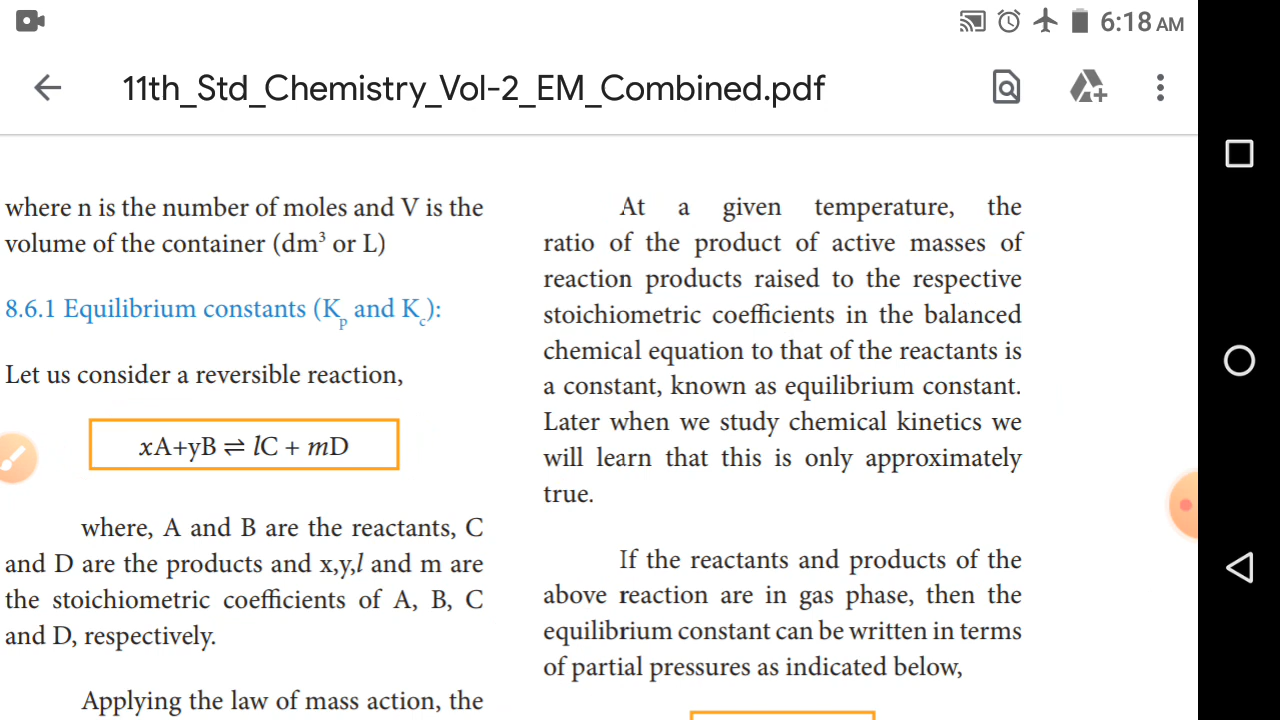 6:18 AM
11th_Std_Chemistry_Vol-2_EM_Combined.pdf
where n is the number of moles and V is the
volume of the container (dm³ or L)
8.6.1 Equilibrium constants (Kₚ and K꜀):
Let us consider a reversible reaction,
xA+yB ⇌ lC + mD
where, A and B are the reactants, C
and D are the products and x,y,l and m are
the stoichiometric coefficients of A, B, C
and D, respectively.
Applying the law of mass action, the
At a given temperature, the
ratio of the product of active masses of
reaction products raised to the respective
stoichiometric coefficients in the balanced
chemical equation to that of the reactants is
a constant, known as equilibrium constant.
Later when we study chemical kinetics we
will learn that this is only approximately
true.
If the reactants and products of the
above reaction are in gas phase, then the
equilibrium constant can be written in terms
of partial pressures as indicated below,